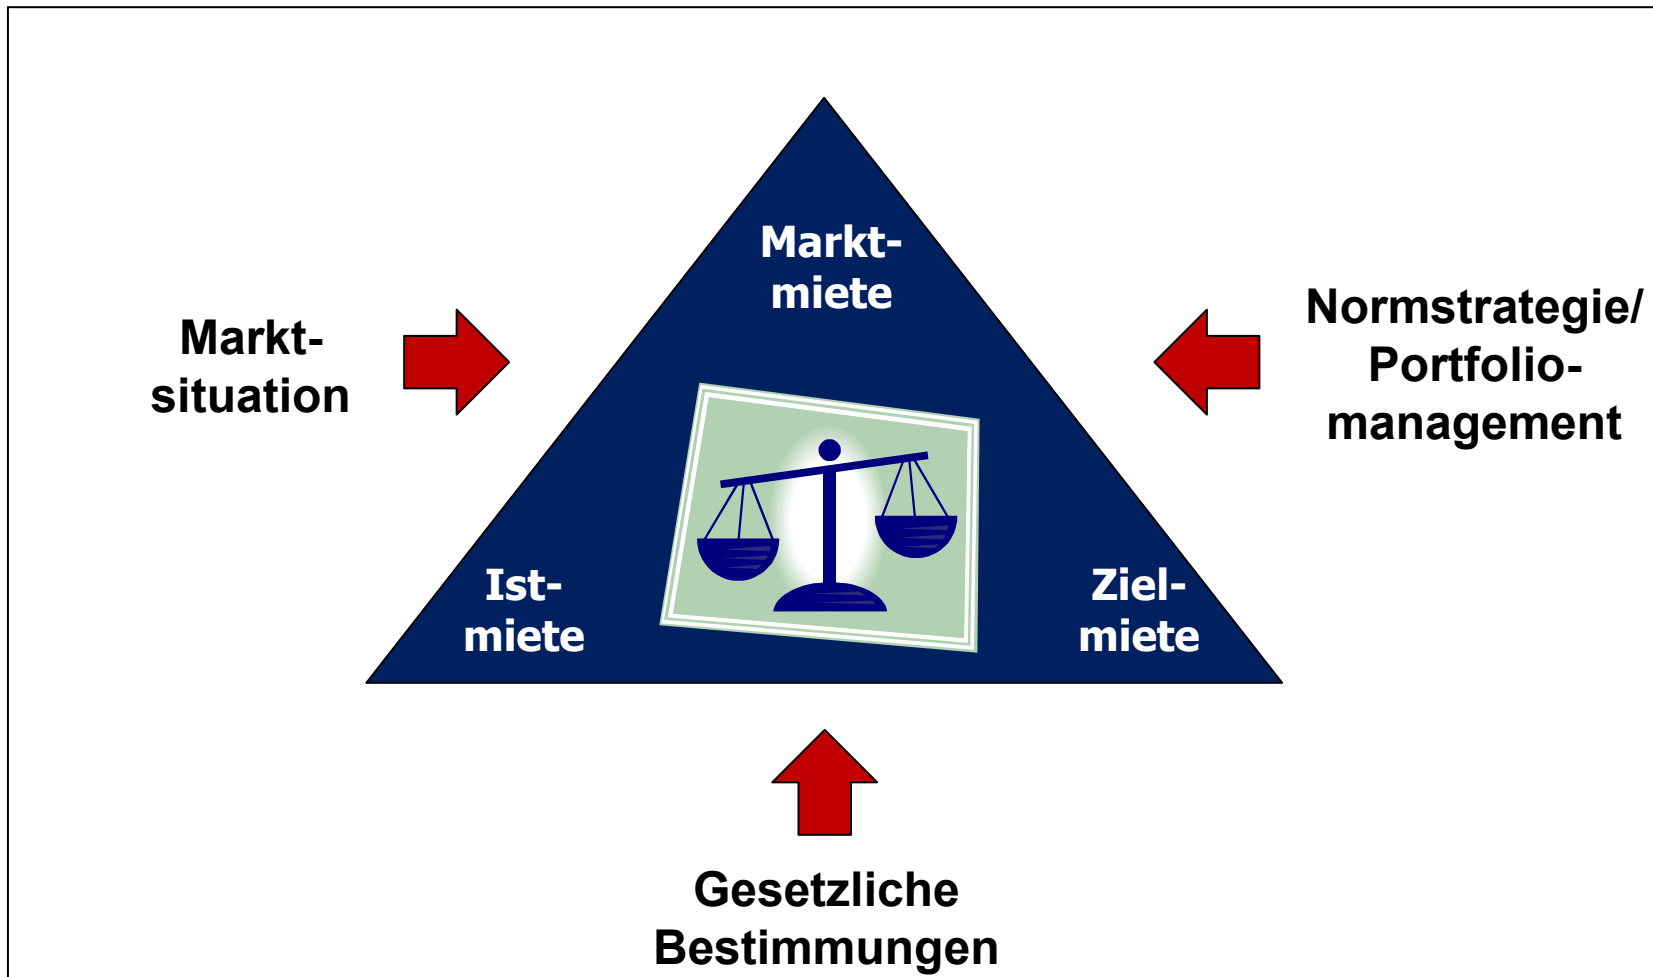 Markt-
miete
Markt-
situation
Normstrategie/
Portfolio-
management
Ist-
miete
Ziel-
miete
Gesetzliche
Bestimmungen